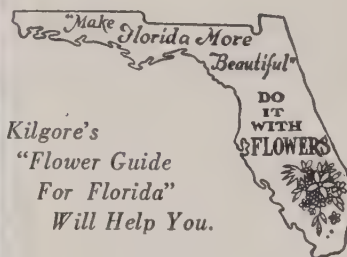 "Make
Florida More
Beautiful"
DO
IT
WITH
FLOWERS
Kilgore's
"Flower Guide
For Florida"
Will Help You.